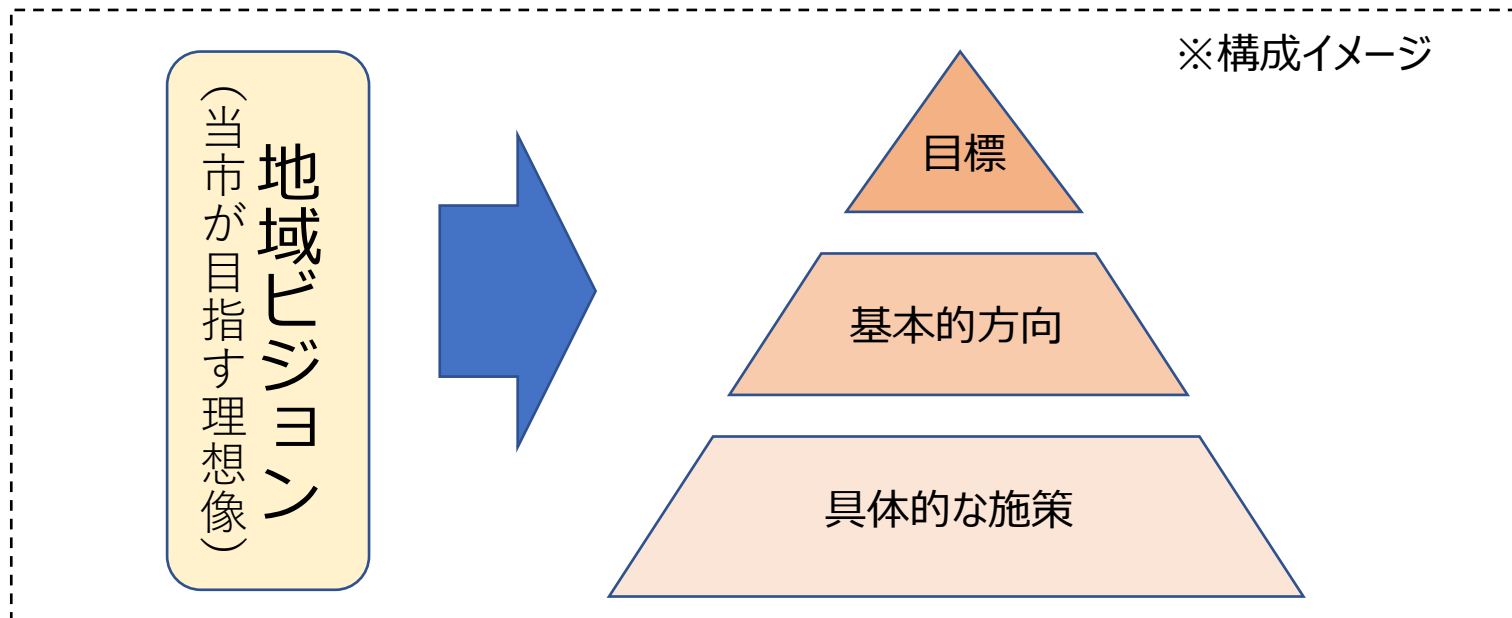 ※構成イメージ
地域ビジョン
（当市が目指す理想像）
目標
基本的方向
具体的な施策